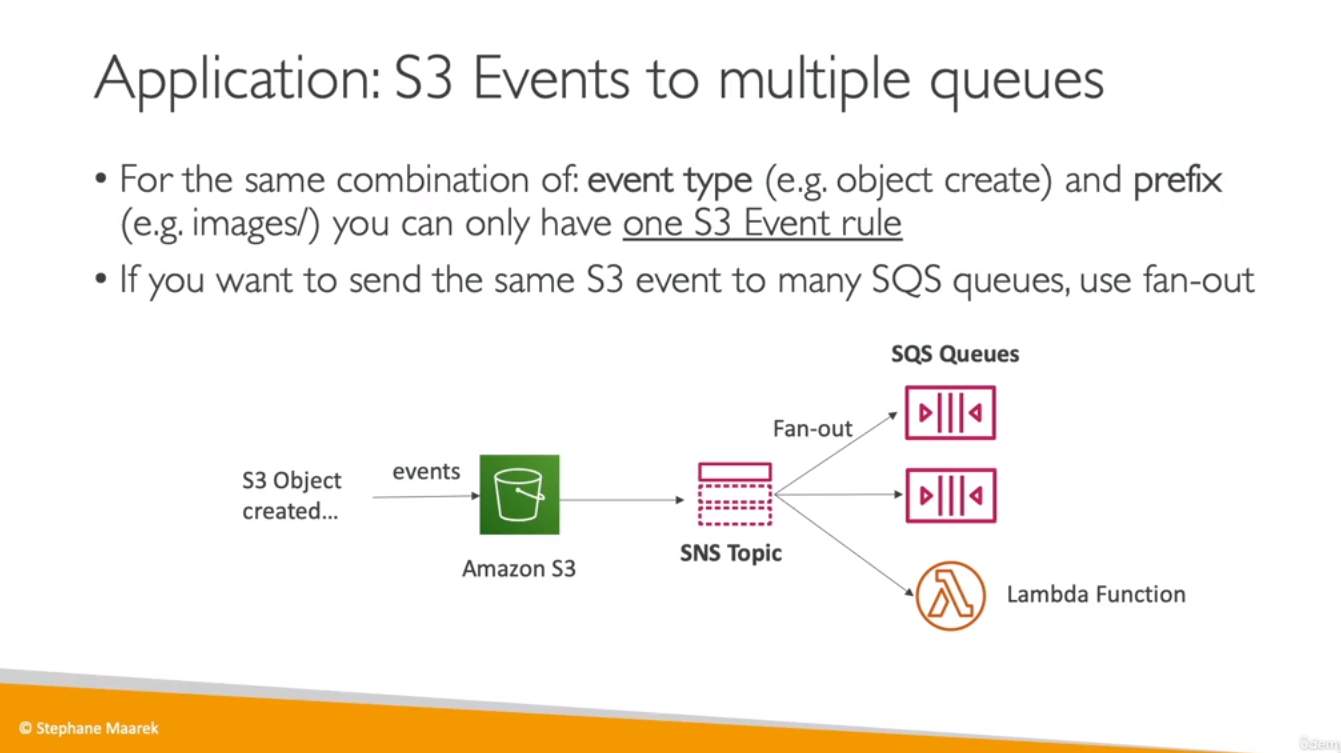 Application: S3 Events to multiple queues
• For the same combination of: event type (e.g. object create) and prefix
(e.g. images/) you can only have one S3 Event rule
• If you want to send the same S3 event to many SQS queues, use fan-out
SQS Queues
Fan-out
S3 Object
created...
events
Amazon S3
SNS Topic
Lambda Function
© Stephane Maarek